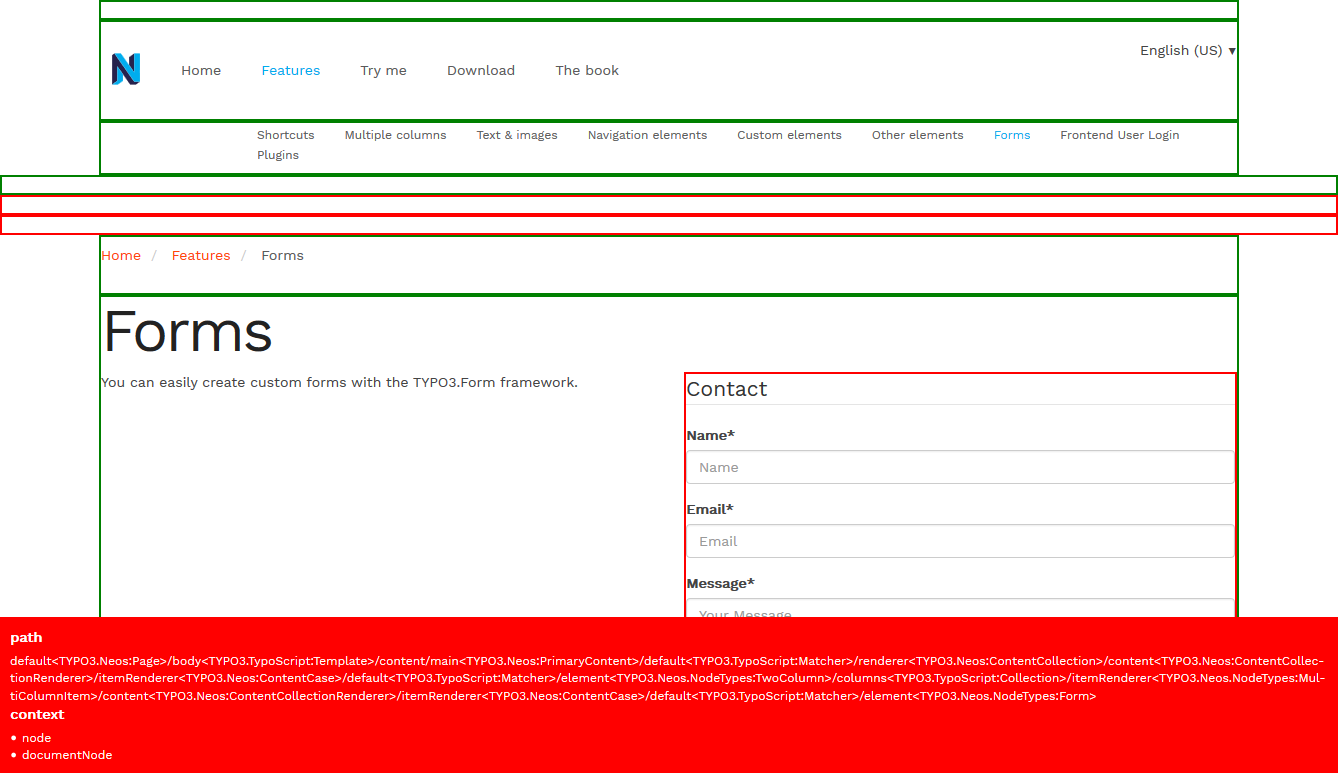 English (US) ▼
Home Features Try me Download The book
Shortcuts Multiple columns Text & images Navigation elements Custom elements Other elements Forms Frontend User Login
Plugins
Home / Features / Forms
Forms
You can easily create custom forms with the TYPO3.Form framework.
Contact
Name*
Name
Email*
Email
Message*
Your Message
path
default<TYPO3.Neos:Page>/body<TYPO3.TypoScript:Template>/content/main<TYPO3.Neos:PrimaryContent>/default<TYPO3.TypoScript:Matcher>/renderer<TYPO3.Neos:ContentCollection>/content<TYPO3.Neos:ContentCollec-
tionRenderer>/itemRenderer<TYPO3.Neos:ContentCase>/default<TYPO3.TypoScript:Matcher>/element<TYPO3.Neos.NodeTypes:TwoColumn>/columns<TYPO3.TypoScript:Collection>/itemRenderer<TYPO3.Neos.NodeTypes:Mul-
tiColumnItem>/content<TYPO3.Neos:ContentCollectionRenderer>/itemRenderer<TYPO3.Neos:ContentCase>/default<TYPO3.TypoScript:Matcher>/element<TYPO3.Neos.NodeTypes:Form>
context
• node
• documentNode